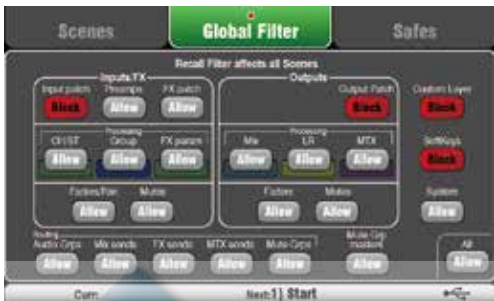 Scenes Global Filter Safes
Recall Filter affects all Scenes
Inputs/FX Outputs
Input patch Preamps FX patch Output Patch Custom Layer
Block Allow Allow Block Block
Processing Processing
CH/ST Group FX param Mix LR MTX SoftKeys
Allow Allow Allow Allow Allow Allow Block
Faders/Pan Mutes Faders Mutes System
Allow Allow Allow Allow Allow
Routing
Audio Grps Mix sends FX sends MTX sends Mute Grps Mute Grp masters All
Allow Allow Allow Allow Allow Allow Allow
Curr: Next:1) Start